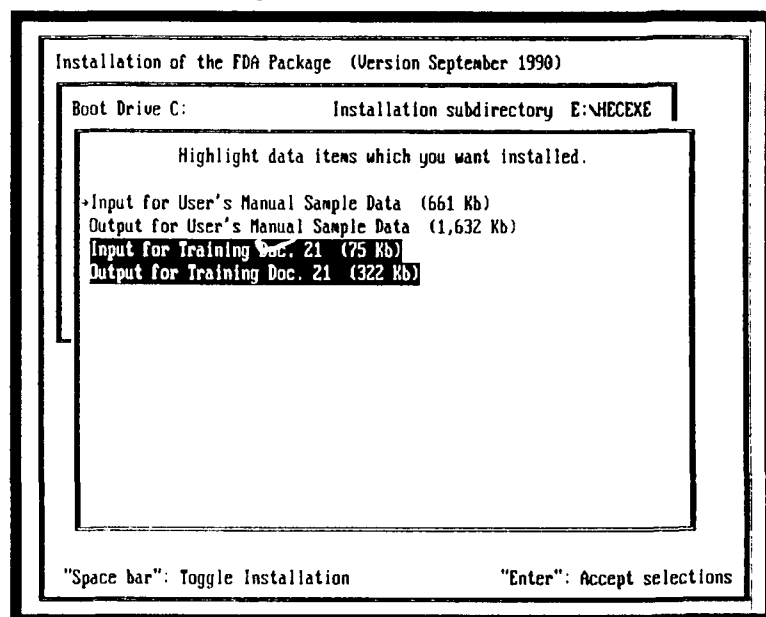 Installation of the FDA Package (Version September 1990)
Boot Drive C: Installation subdirectory E:\HECEXE
Highlight data items which you want installed.
→Input for User's Manual Sample Data (661 Kb)
Output for User's Manual Sample Data (1,632 Kb)
Input for Training Doc. 21 (75 Kb)
Output for Training Doc. 21 (322 Kb)
"Space bar": Toggle Installation "Enter": Accept selections